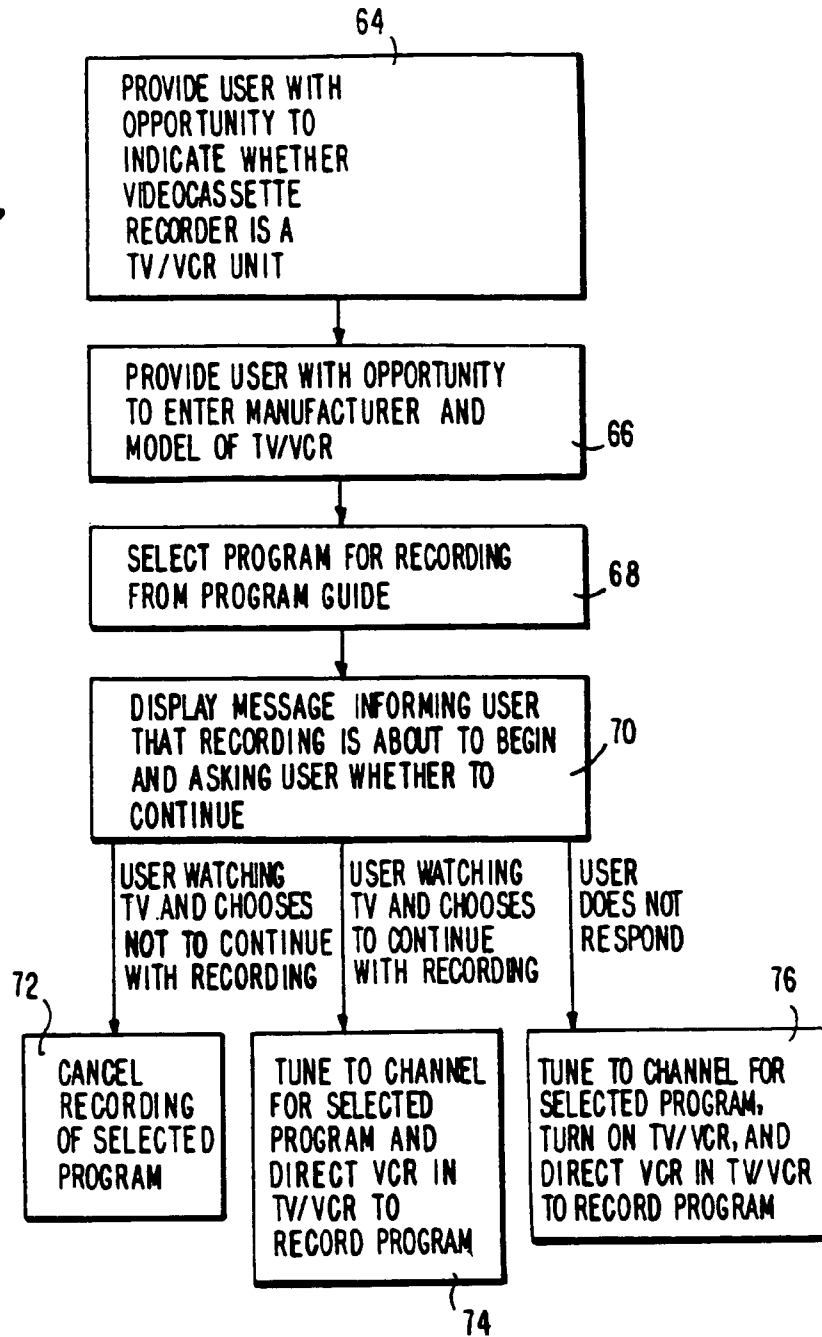 64
PROVIDE USER WITH
OPPORTUNITY TO
INDICATE WHETHER
VIDEOCASSETTE
RECORDER IS A
TV/VCR UNIT
PROVIDE USER WITH OPPORTUNITY
TO ENTER MANUFACTURER AND
MODEL OF TV/VCR
66
SELECT PROGRAM FOR RECORDING
FROM PROGRAM GUIDE
68
DISPLAY MESSAGE INFORMING USER
THAT RECORDING IS ABOUT TO BEGIN
AND ASKING USER WHETHER TO
CONTINUE
70
USER WATCHING
TV AND CHOOSES
NOT TO CONTINUE
WITH RECORDING
USER WATCHING
TV AND CHOOSES
TO CONTINUE
WITH RECORDING
USER
DOES NOT
RESPOND
72
CANCEL
RECORDING
OF SELECTED
PROGRAM
TUNE TO CHANNEL
FOR SELECTED
PROGRAM AND
DIRECT VCR IN
TV/VCR TO
RECORD PROGRAM
74
76
TUNE TO CHANNEL FOR
SELECTED PROGRAM,
TURN ON TV/VCR, AND
DIRECT VCR IN TV/VCR
TO RECORD PROGRAM